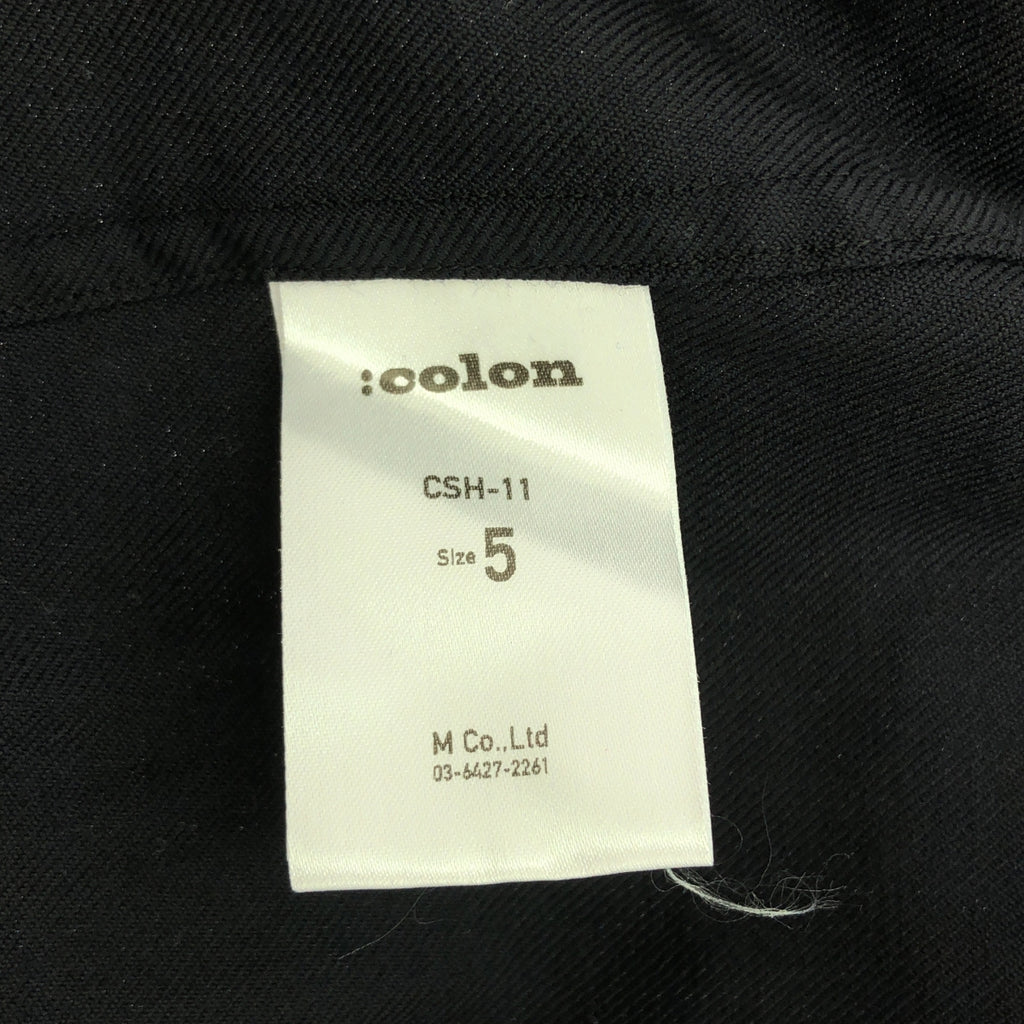 :colon
CSH-11
Size 5
M Co.,Ltd
03-6427-2261